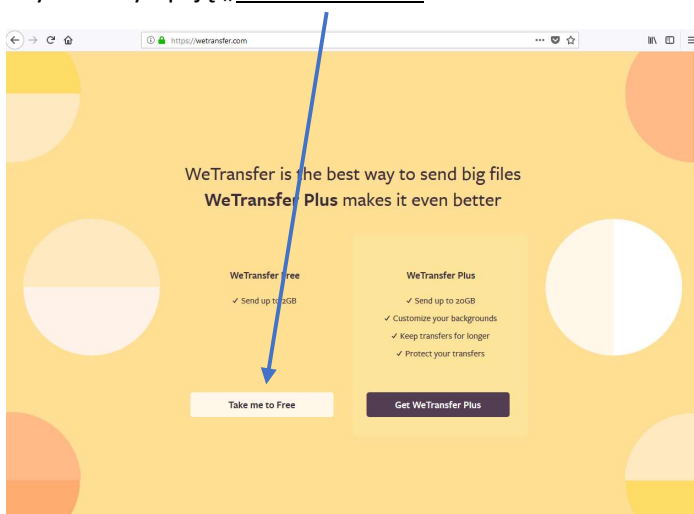 https://wetransfer.com
WeTransfer is the best way to send big files
WeTransfer Plus makes it even better
WeTransfer Free
✓ Send up to 2GB
Take me to Free
WeTransfer Plus
✓ Send up to 20GB
✓ Customize your backgrounds
✓ Keep transfers for longer
✓ Protect your transfers
Get WeTransfer Plus